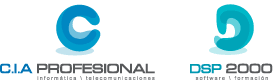 C.I.A PROFESIONAL
informática \ telecomunicaciones
DSP 2000
software \ formación